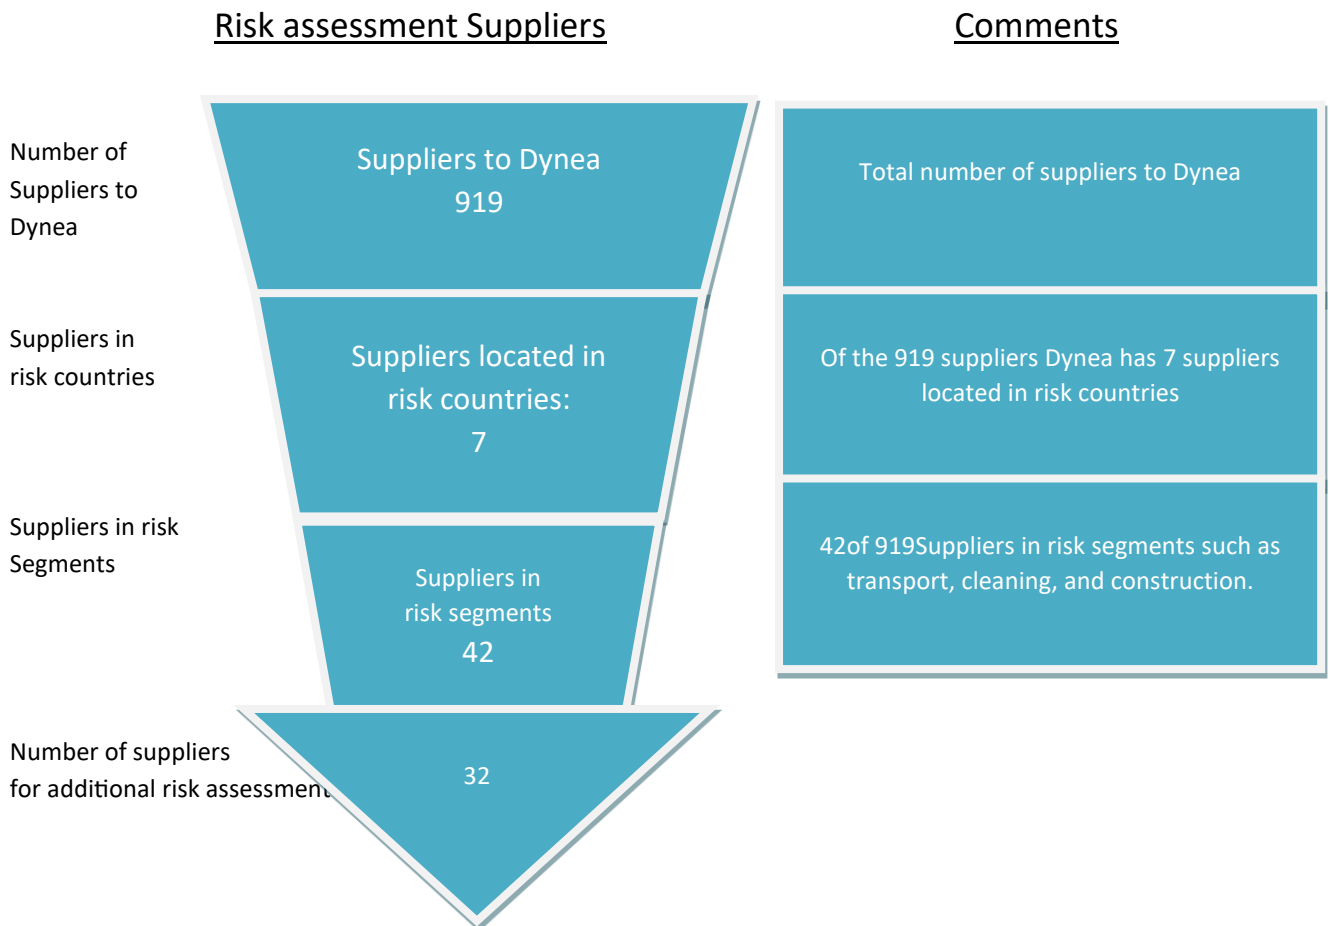 Risk assessment Suppliers
Comments
Number of
Suppliers to
Dynea
Suppliers to Dynea
919
Total number of suppliers to Dynea
Suppliers in
risk countries
Suppliers located in
risk countries:
7
Of the 919 suppliers Dynea has 7 suppliers
located in risk countries
Suppliers in risk
Segments
Suppliers in
risk segments
42
42of 919Suppliers in risk segments such as
transport, cleaning, and construction.
Number of suppliers
for additional risk assessment
32